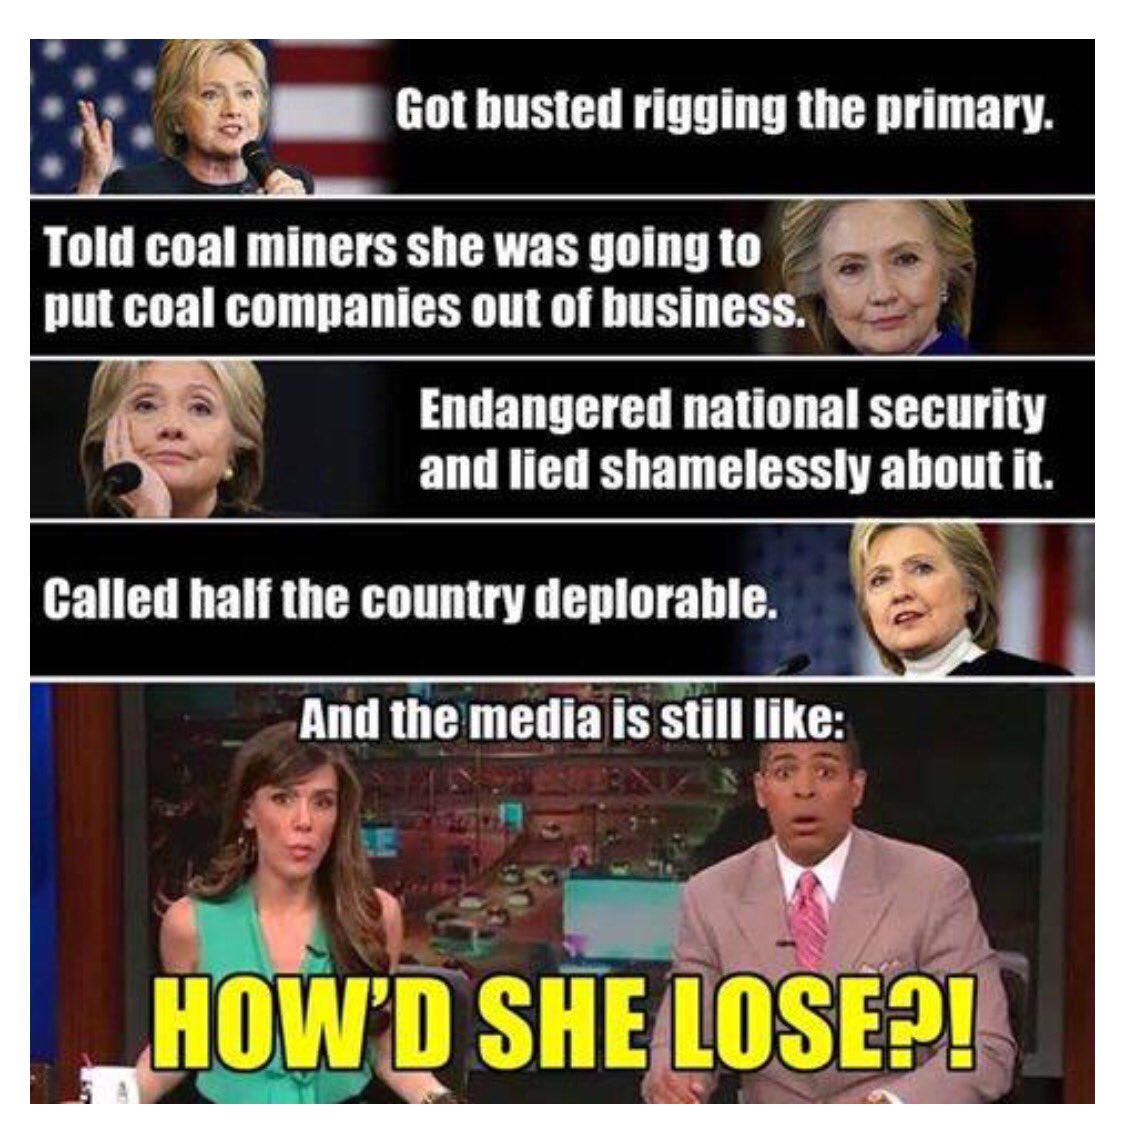 Got busted rigging the primary.
Told coal miners she was going to
put coal companies out of business.
Endangered national security
and lied shamelessly about it.
Called half the country deplorable.
And the media is still like:
HOW'D SHE LOSE?!